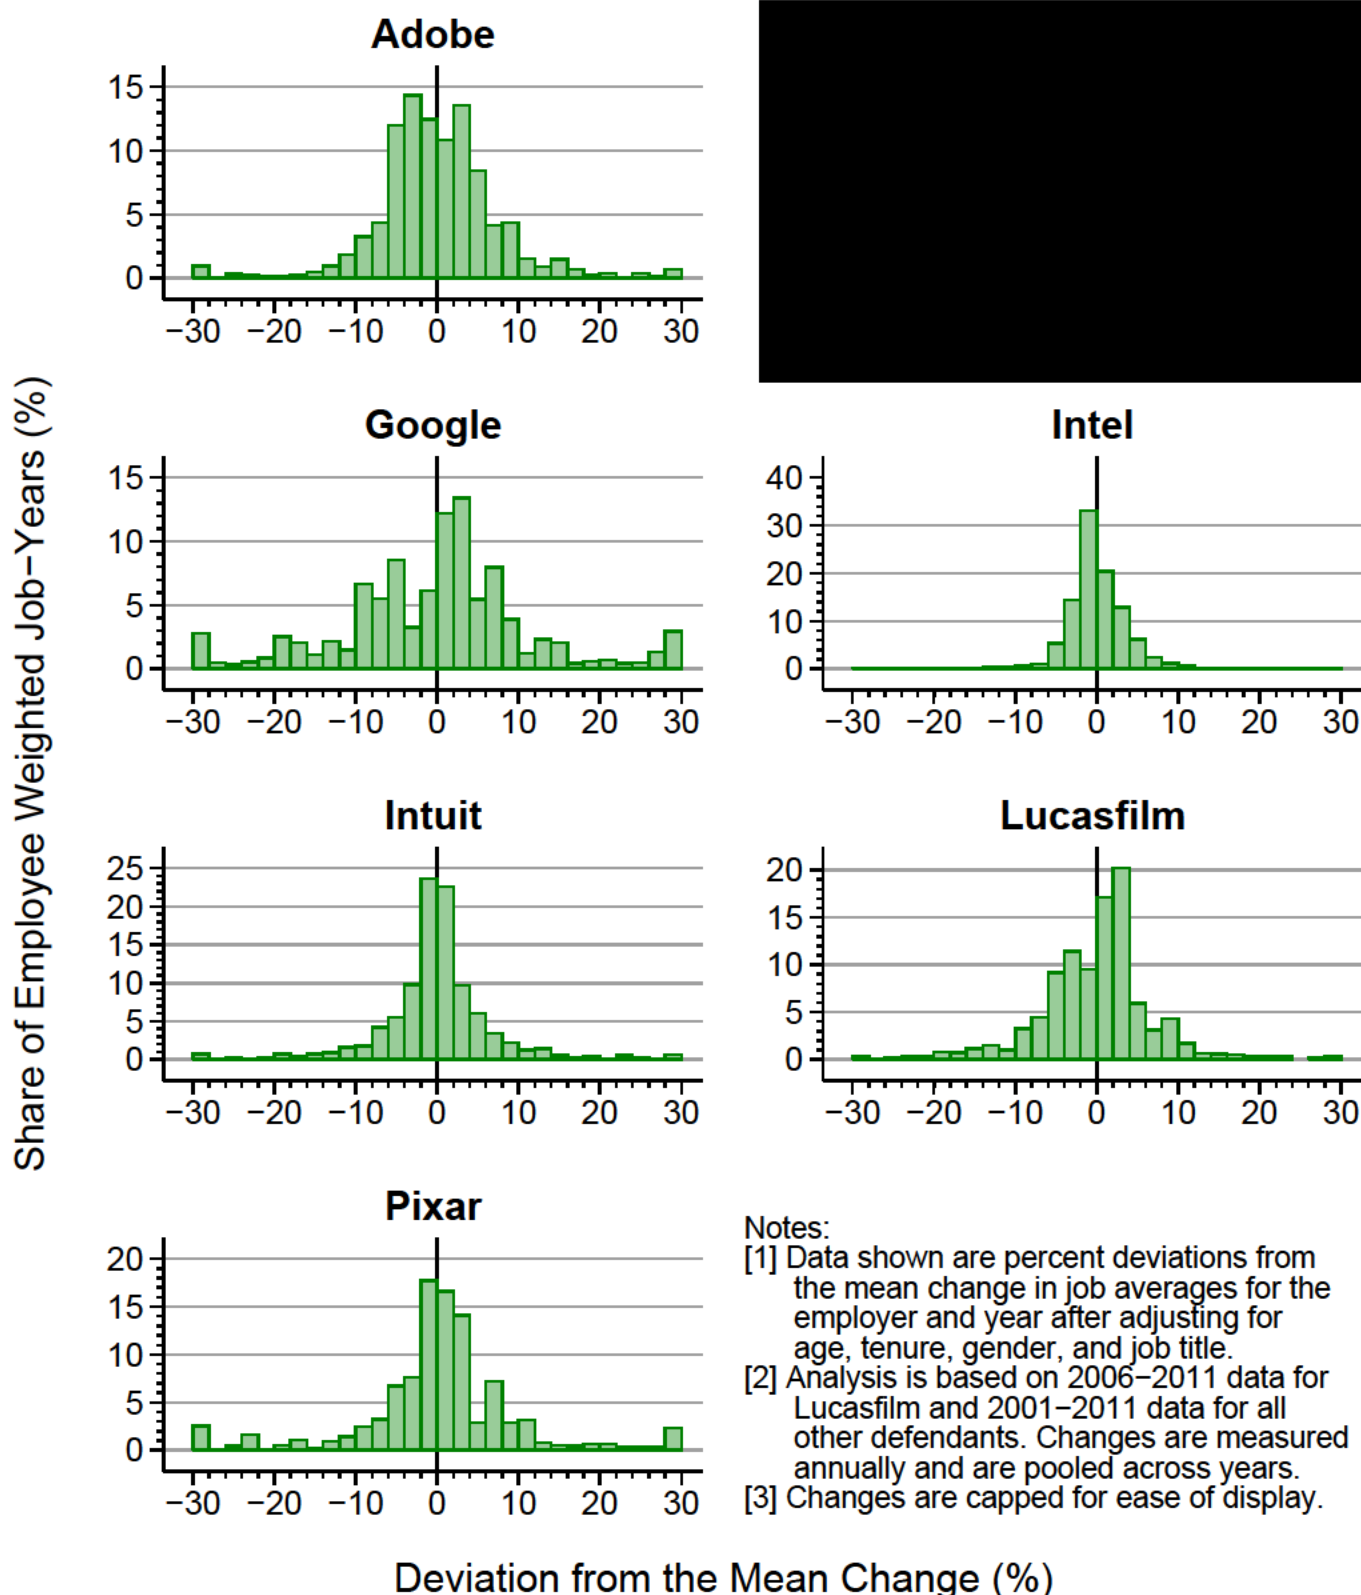 Adobe
15
10
5
0
−30 −20 −10 0 10 20 30
Share of Employee Weighted Job−Years (%)
Google
15
10
5
0
−30 −20 −10 0 10 20 30
Intel
40
30
20
10
0
−30 −20 −10 0 10 20 30
Intuit
25
20
15
10
5
0
−30 −20 −10 0 10 20 30
Lucasfilm
20
15
10
5
0
−30 −20 −10 0 10 20 30
Pixar
20
15
10
5
0
−30 −20 −10 0 10 20 30
Notes:
[1] Data shown are percent deviations from
the mean change in job averages for the
employer and year after adjusting for
age, tenure, gender, and job title.
[2] Analysis is based on 2006−2011 data for
Lucasfilm and 2001−2011 data for all
other defendants. Changes are measured
annually and are pooled across years.
[3] Changes are capped for ease of display.
Deviation from the Mean Change (%)